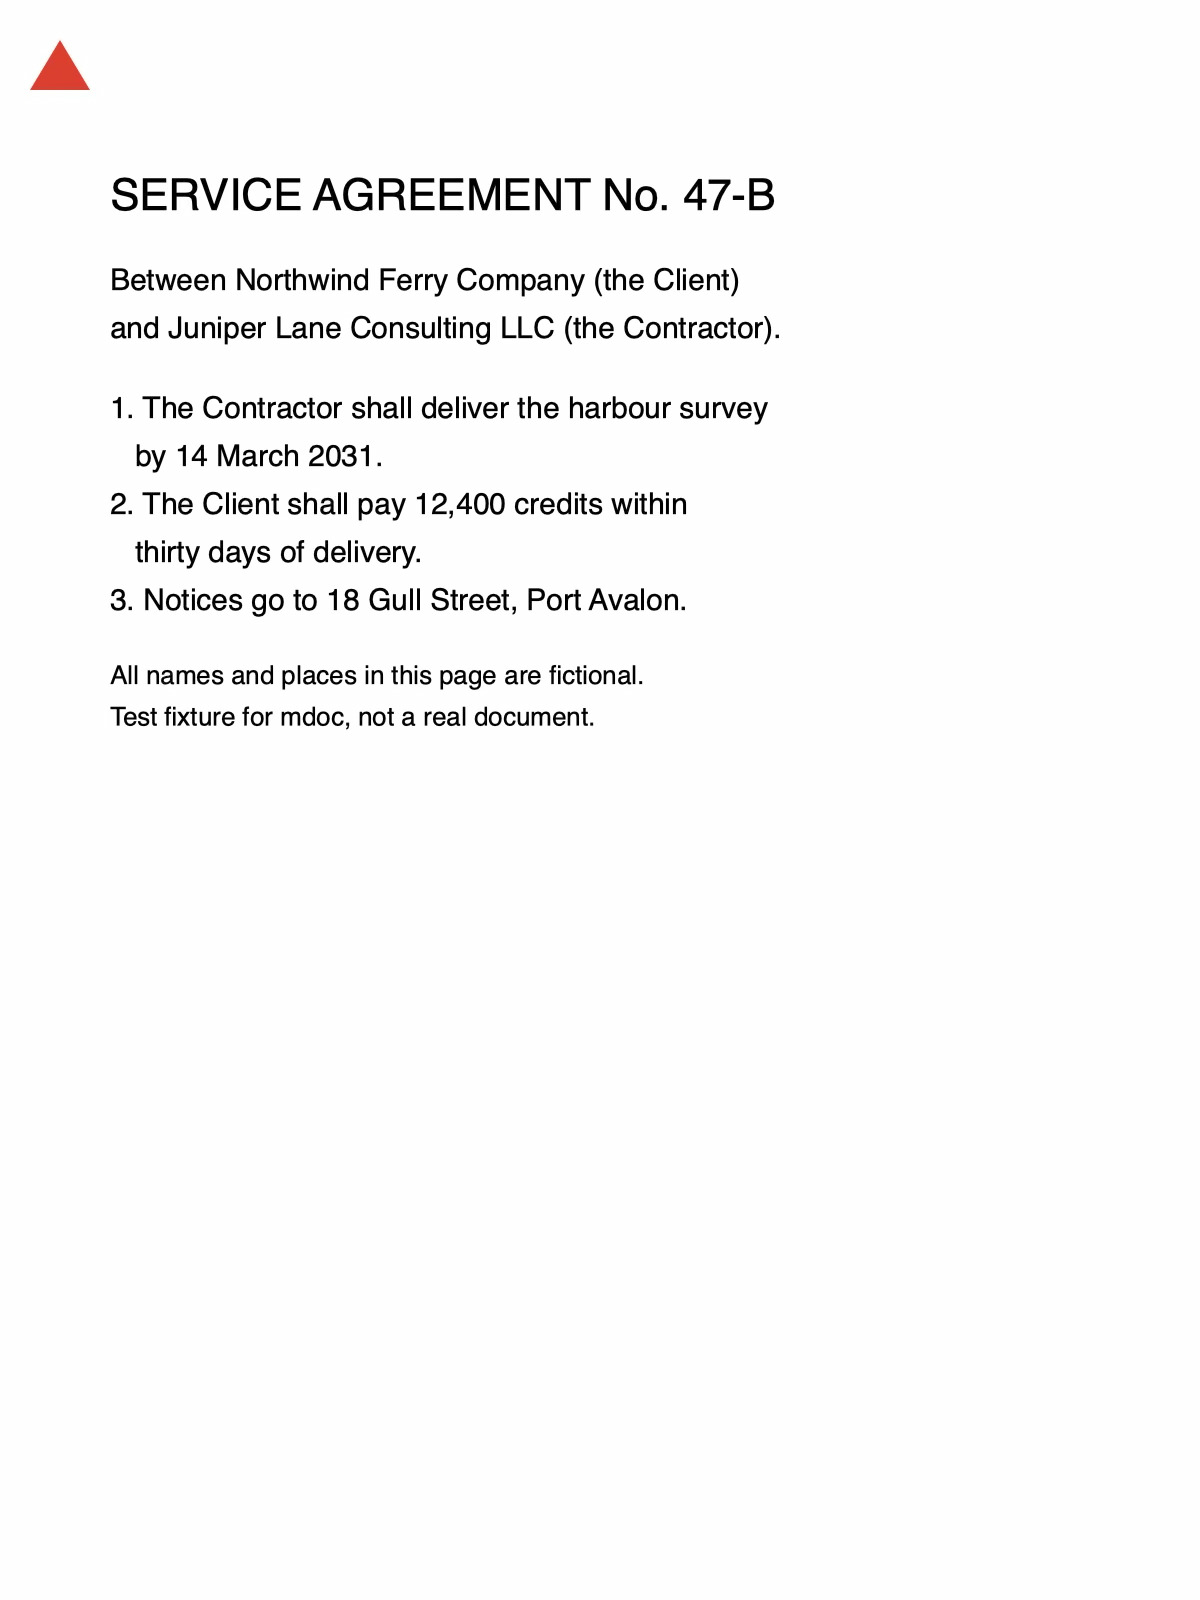 SERVICE AGREEMENT No. 47-B
Between Northwind Ferry Company (the Client)
and Juniper Lane Consulting LLC (the Contractor).
1. The Contractor shall deliver the harbour survey
by 14 March 2031.
2. The Client shall pay 12,400 credits within
thirty days of delivery.
3. Notices go to 18 Gull Street, Port Avalon.
All names and places in this page are fictional.
Test fixture for mdoc, not a real document.